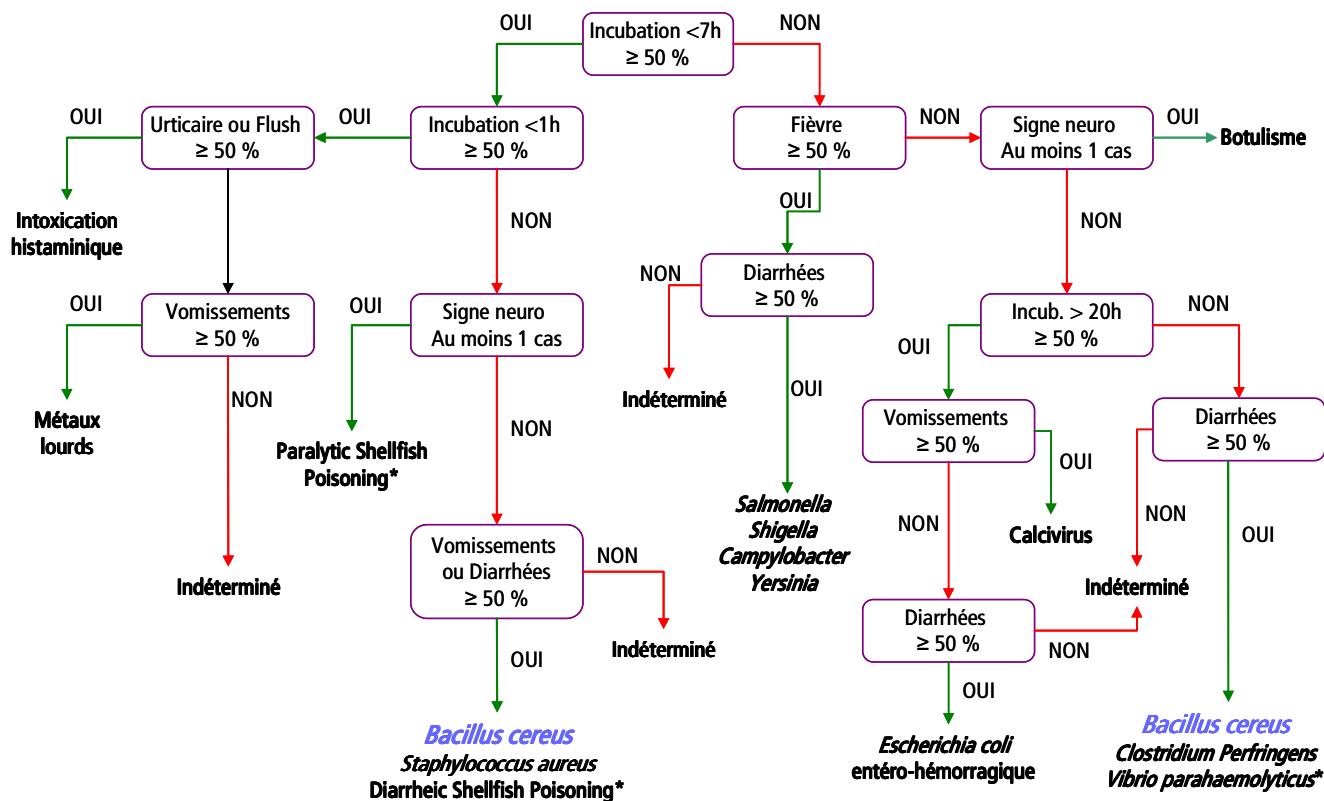 OUI
Incubation <7h
≥ 50 %
NON
OUI
Urticaire ou Flush
≥ 50 %
OUI
Incubation <1h
≥ 50 %
Fièvre
≥ 50 %
NON
Signe neuro
Au moins 1 cas
OUI
Botulisme
Intoxication
histaminique
NON
OUI
NON
OUI
Vomissements
≥ 50 %
OUI
Signe neuro
Au moins 1 cas
NON
Diarrhées
≥ 50 %
Incub. > 20h
≥ 50 %
NON
OUI
Métaux
lourds
NON
Paralytic Shellfish
Poisoning*
NON
Indéterminé
OUI
Vomissements
≥ 50 %
OUI
Diarrhées
≥ 50 %
Salmonella
Shigella
Campylobacter
Yersinia
NON
Calcivirus
NON
OUI
Indéterminé
Vomissements
ou Diarrhées
≥ 50 %
NON
Indéterminé
Indéterminé
Diarrhées
≥ 50 %
NON
OUI
OUI
Bacillus cereus
Staphylococcus aureus
Diarrheic Shellfish Poisoning*
Escherichia coli
entéro-hémorragique
Bacillus cereus
Clostridium Perfringens
Vibrio parahaemolyticus*